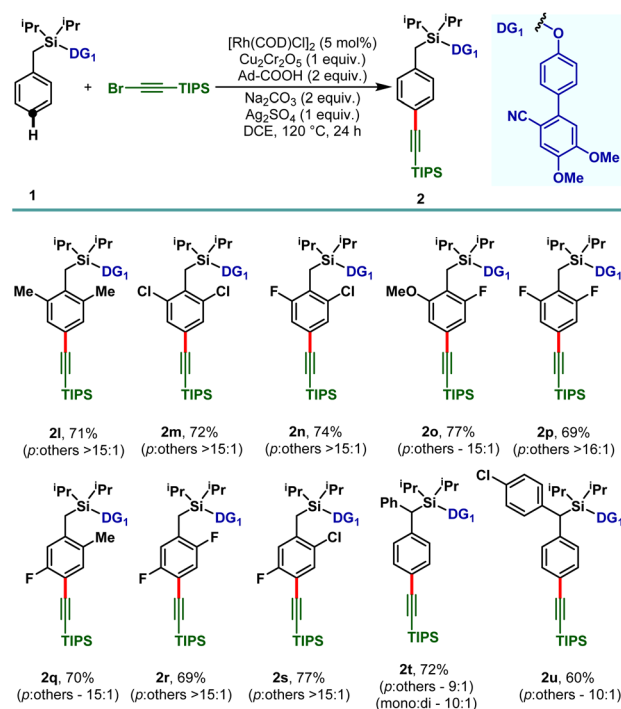 iPr iPr
Si
DG1
H
1
+
Br TIPS
[Rh(COD)Cl]2 (5 mol%)
Cu2Cr2O5 (1 equiv.)
Ad-COOH (2 equiv.)
Na2CO3 (2 equiv.)
Ag2SO4 (1 equiv.)
DCE, 120 °C, 24 h
iPr iPr
Si
DG1
TIPS
2
DG1
O
NC
OMe
OMe
iPr iPr
Si
DG1
Me Me
TIPS
2l, 71%
(p:others >15:1)
iPr iPr
Si
DG1
Cl Cl
TIPS
2m, 72%
(p:others >15:1)
iPr iPr
Si
DG1
F Cl
TIPS
2n, 74%
(p:others >15:1)
iPr iPr
Si
DG1
MeO F
TIPS
2o, 77%
(p:others - 15:1)
iPr iPr
Si
DG1
F F
TIPS
2p, 69%
(p:others >16:1)
iPr iPr
Si
DG1
Me
F
TIPS
2q, 70%
(p:others - 15:1)
iPr iPr
Si
DG1
F
F
TIPS
2r, 69%
(p:others >15:1)
iPr iPr
Si
DG1
Cl
F
TIPS
2s, 77%
(p:others >15:1)
iPr iPr
Ph Si
DG1
TIPS
2t, 72%
(p:others - 9:1)
(mono:di - 10:1)
Cl
iPr iPr
Si
DG1
TIPS
2u, 60%
(p:others - 10:1)